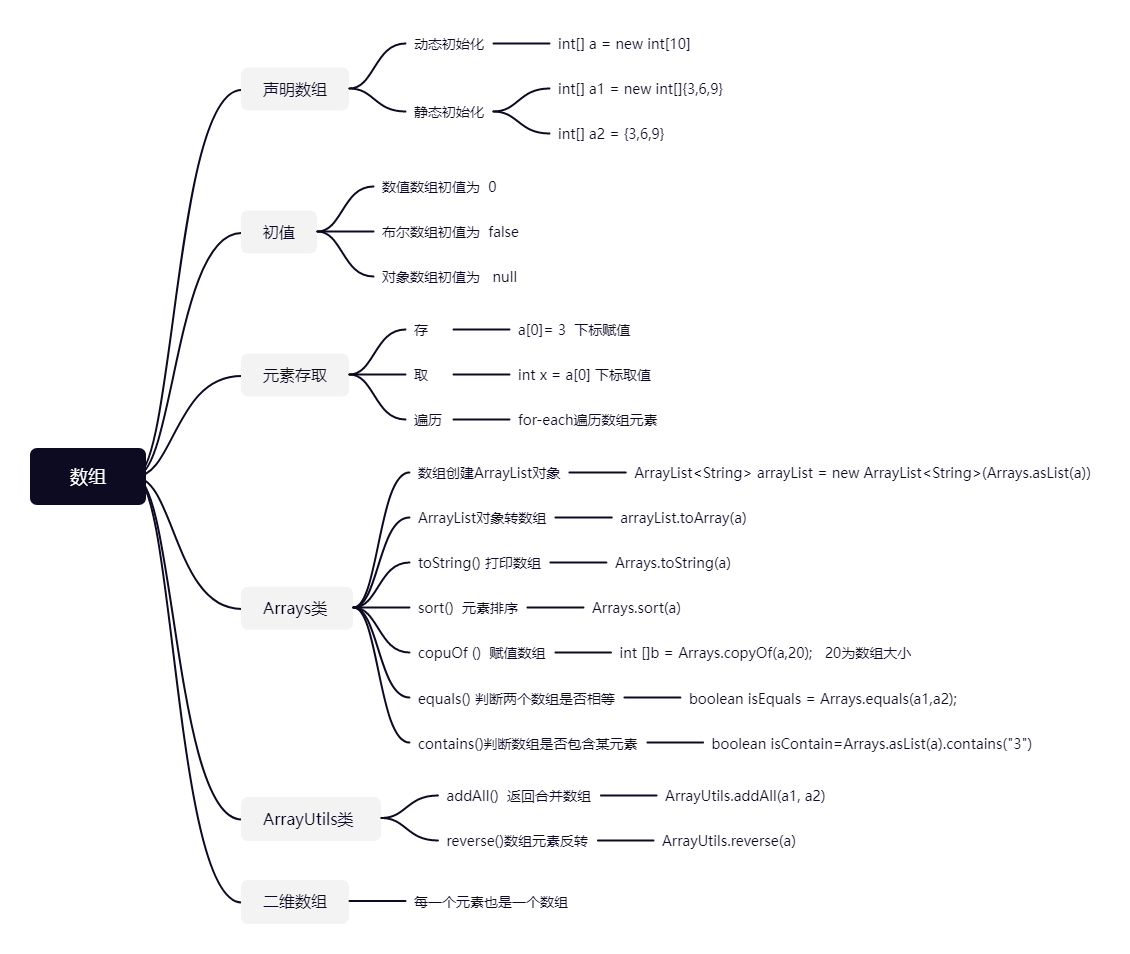 数组
声明数组
动态初始化
int[] a = new int[10]
静态初始化
int[] a1 = new int[]{3,6,9}
int[] a2 = {3,6,9}
初值
数值数组初值为 0
布尔数组初值为 false
对象数组初值为 null
元素存取
存
a[0]= 3 下标赋值
取
int x = a[0] 下标取值
遍历
for-each遍历数组元素
Arrays类
数组创建ArrayList对象
ArrayList<String> arrayList = new ArrayList<String>(Arrays.asList(a))
ArrayList对象转数组
arrayList.toArray(a)
toString() 打印数组
Arrays.toString(a)
sort() 元素排序
Arrays.sort(a)
copuOf () 赋值数组
int []b = Arrays.copyOf(a,20); 20为数组大小
equals() 判断两个数组是否相等
boolean isEquals = Arrays.equals(a1,a2);
contains()判断数组是否包含某元素
boolean isContain=Arrays.asList(a).contains("3")
ArrayUtils类
addAll() 返回合并数组
ArrayUtils.addAll(a1, a2)
reverse()数组元素反转
ArrayUtils.reverse(a)
二维数组
每一个元素也是一个数组